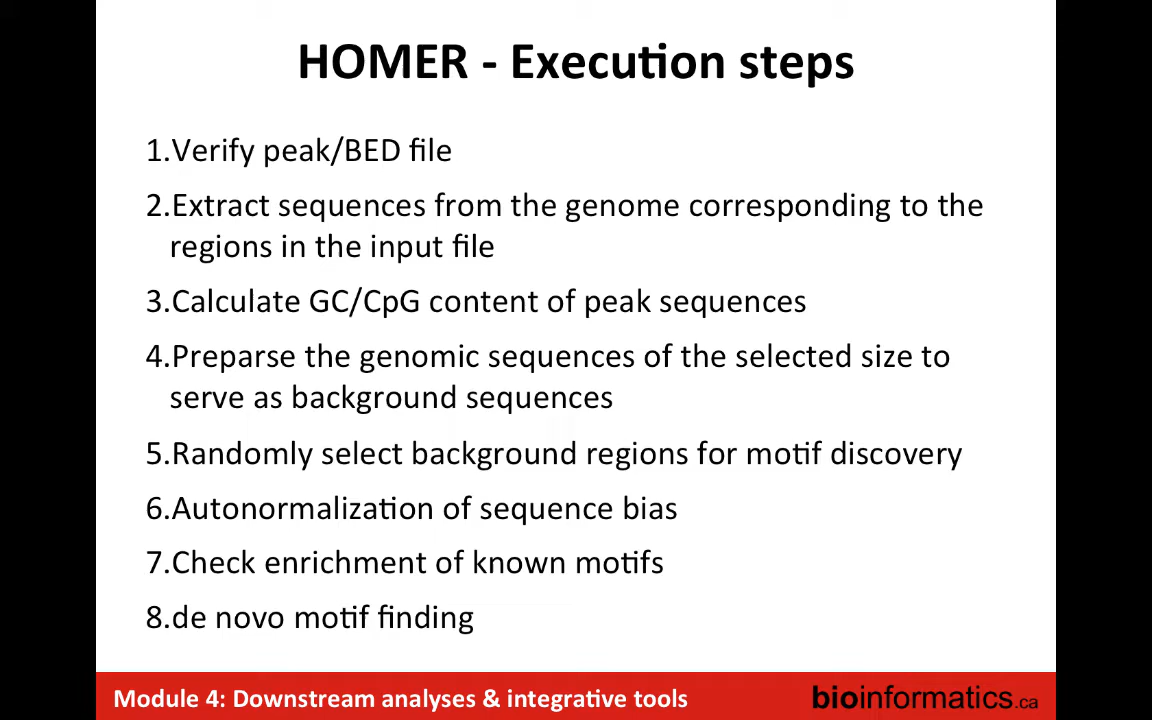 HOMER - Execution steps
1.Verify peak/BED file
2.Extract sequences from the genome corresponding to the
regions in the input file
3.Calculate GC/CpG content of peak sequences
4.Preparse the genomic sequences of the selected size to
serve as background sequences
5.Randomly select background regions for motif discovery
6.Autonormalization of sequence bias
7.Check enrichment of known motifs
8.de novo motif finding
Module 4: Downstream analyses & integrative tools
bioinformatics.ca